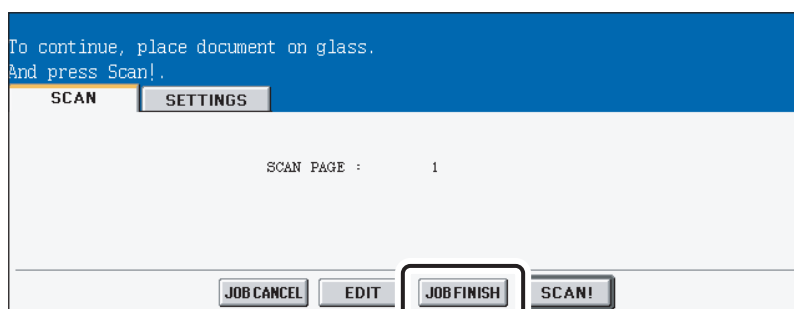 To continue, place document on glass.
And press Scan!.
SCAN SETTINGS
SCAN PAGE : 1
JOB CANCEL EDIT JOB FINISH SCAN!